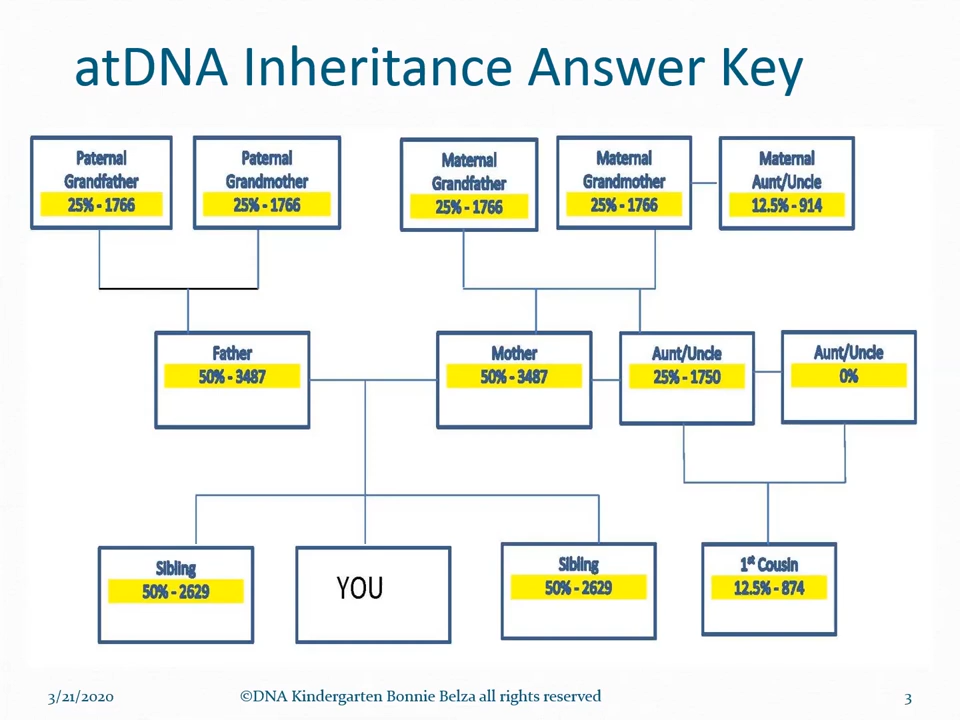 atDNA Inheritance Answer Key
Paternal
Grandfather
25% - 1766
Paternal
Grandmother
25% - 1766
Maternal
Grandfather
25% - 1766
Maternal
Grandmother
25% - 1766
Maternal
Aunt/Uncle
12.5% - 914
Father
50% - 3487
Mother
50% - 3487
Aunt/Uncle
25% - 1750
Aunt/Uncle
0%
Sibling
50% - 2629
YOU
Sibling
50% - 2629
1st Cousin
12.5% - 874
3/21/2020
©DNA Kindergarten Bonnie Belza all rights reserved
3